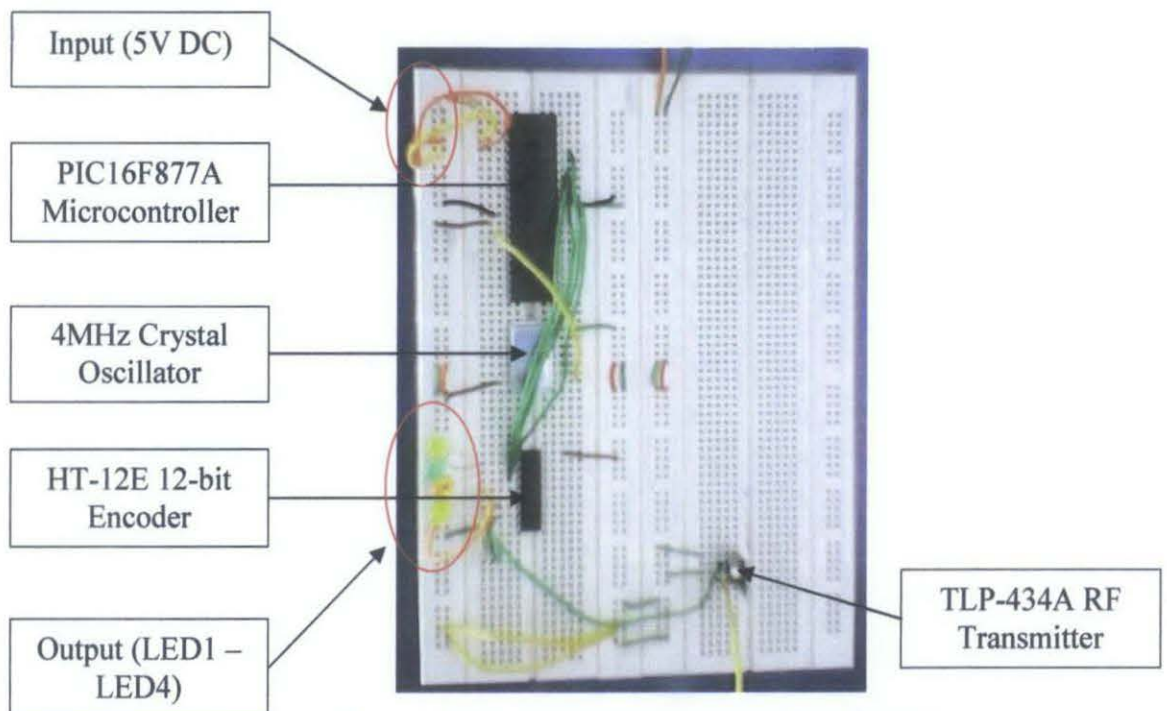 Input (5V DC)
PIC16F877A
Microcontroller
4MHz Crystal
Oscillator
HT-12E 12-bit
Encoder
Output (LED1 –
LED4)
TLP-434A RF
Transmitter